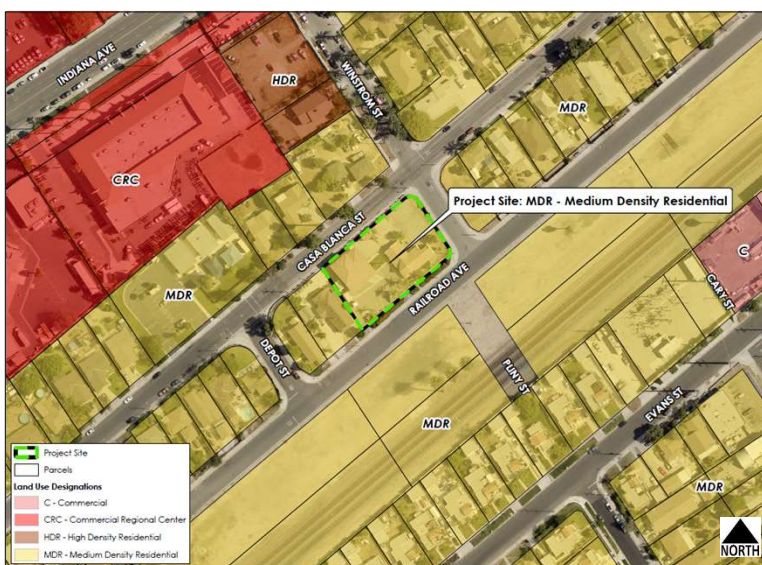 INDIANA AVE
HDR
WINSTROM ST
MDR
CRC
Project Site: MDR - Medium Density Residential
CASA BLANCA ST
C
RAILROAD AVE
CARY ST
MDR
DEPOT ST
PLINY ST
EVANS ST
MDR
MDR
Project Site
Parcels
Land Use Designations
C - Commercial
CRC - Commercial Regional Center
HDR - High Density Residential
MDR - Medium Density Residential
NORTH